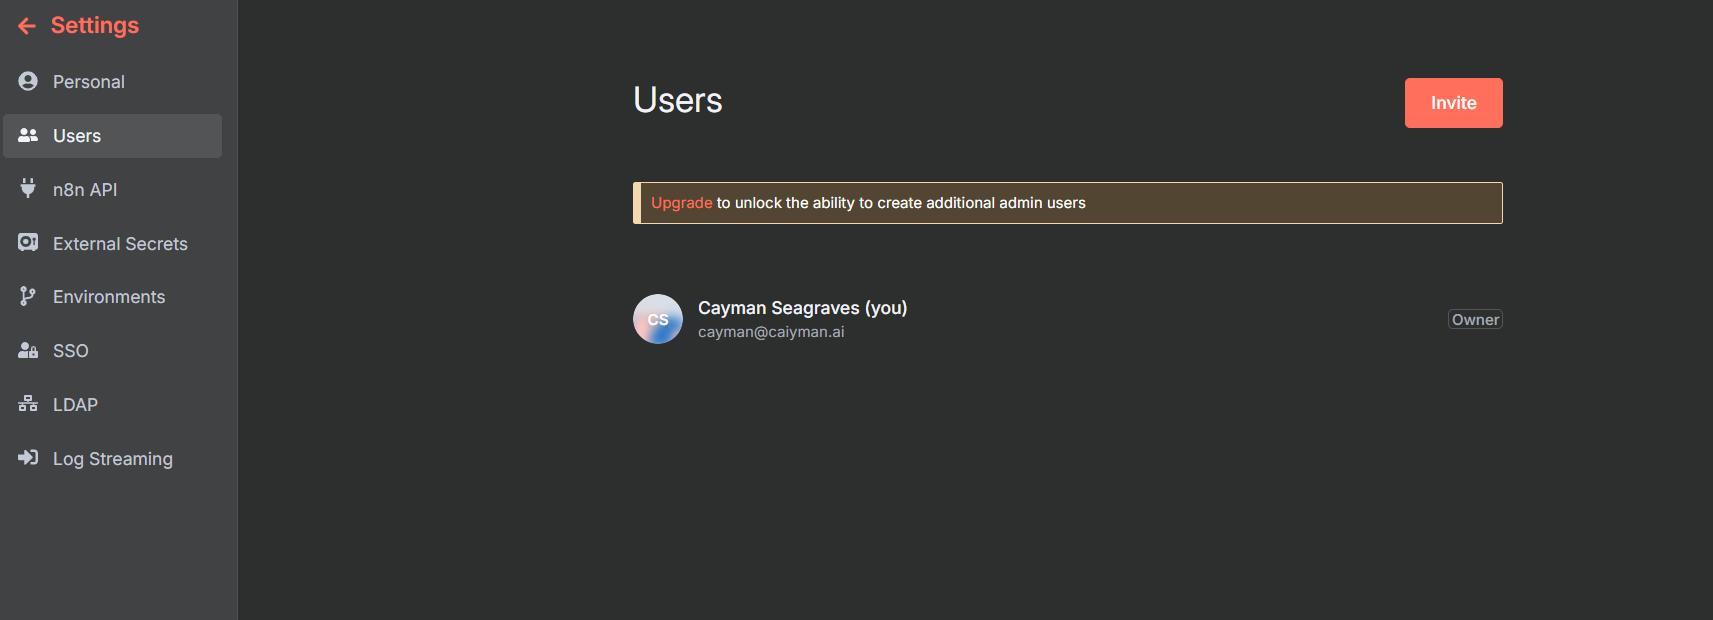 Settings
Personal
Users
n8n API
External Secrets
Environments
SSO
LDAP
Log Streaming
Users
Invite
Upgrade to unlock the ability to create additional admin users
CS
Cayman Seagraves (you)
cayman@caiyman.ai
Owner